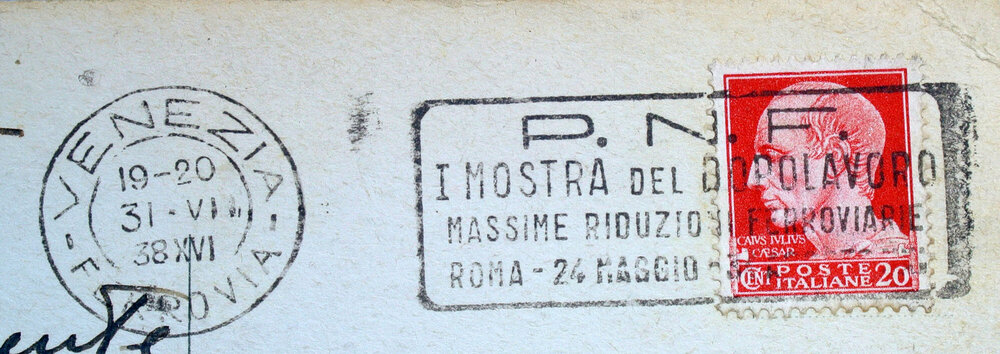 VENEZIA
19-20
31-VII
38 XVI
FERROVIA
P.N.F.
I MOSTRA DEL DOPOLAVORO
MASSIME RIDUZIONI FERROVIARIE
ROMA - 24 MAGGIO
CAIVS IVLIVS
CAESAR
CENT 20
POSTE
ITALIANE
ente